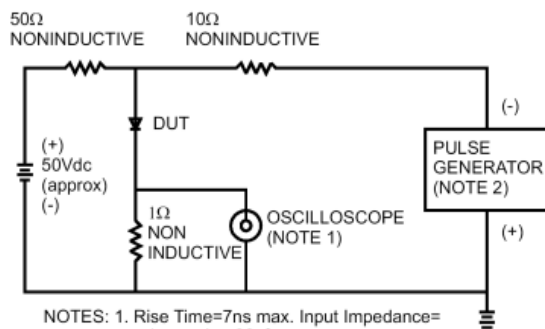 50Ω
NONINDUCTIVE
10Ω
NONINDUCTIVE
DUT
(+)
50Vdc
(approx)
(-)
1Ω
NON
INDUCTIVE
OSCILLOSCOPE
(NOTE 1)
(-)
PULSE
GENERATOR
(NOTE 2)
(+)
NOTES: 1. Rise Time=7ns max. Input Impedance=